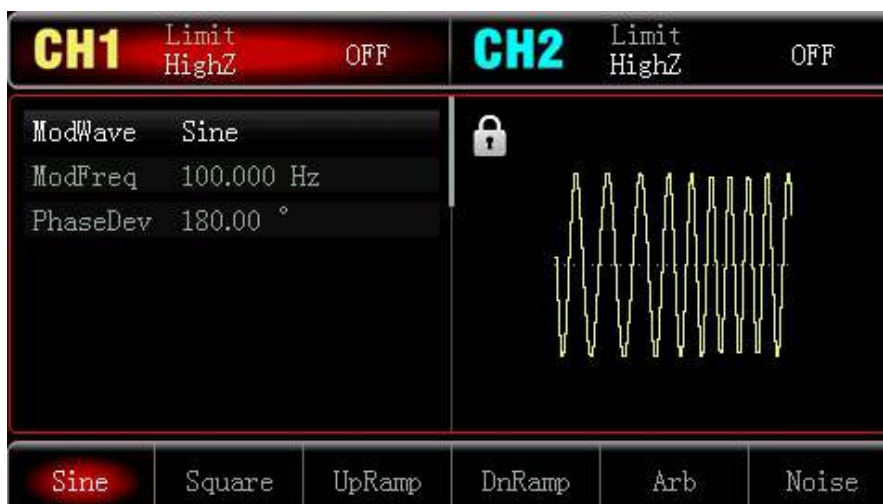 CH1 Limit HighZ OFF
CH2 Limit HighZ OFF
ModWave Sine
ModFreq 100.000 Hz
PhaseDev 180.00 °
Sine Square UpRamp DnRamp Arb Noise